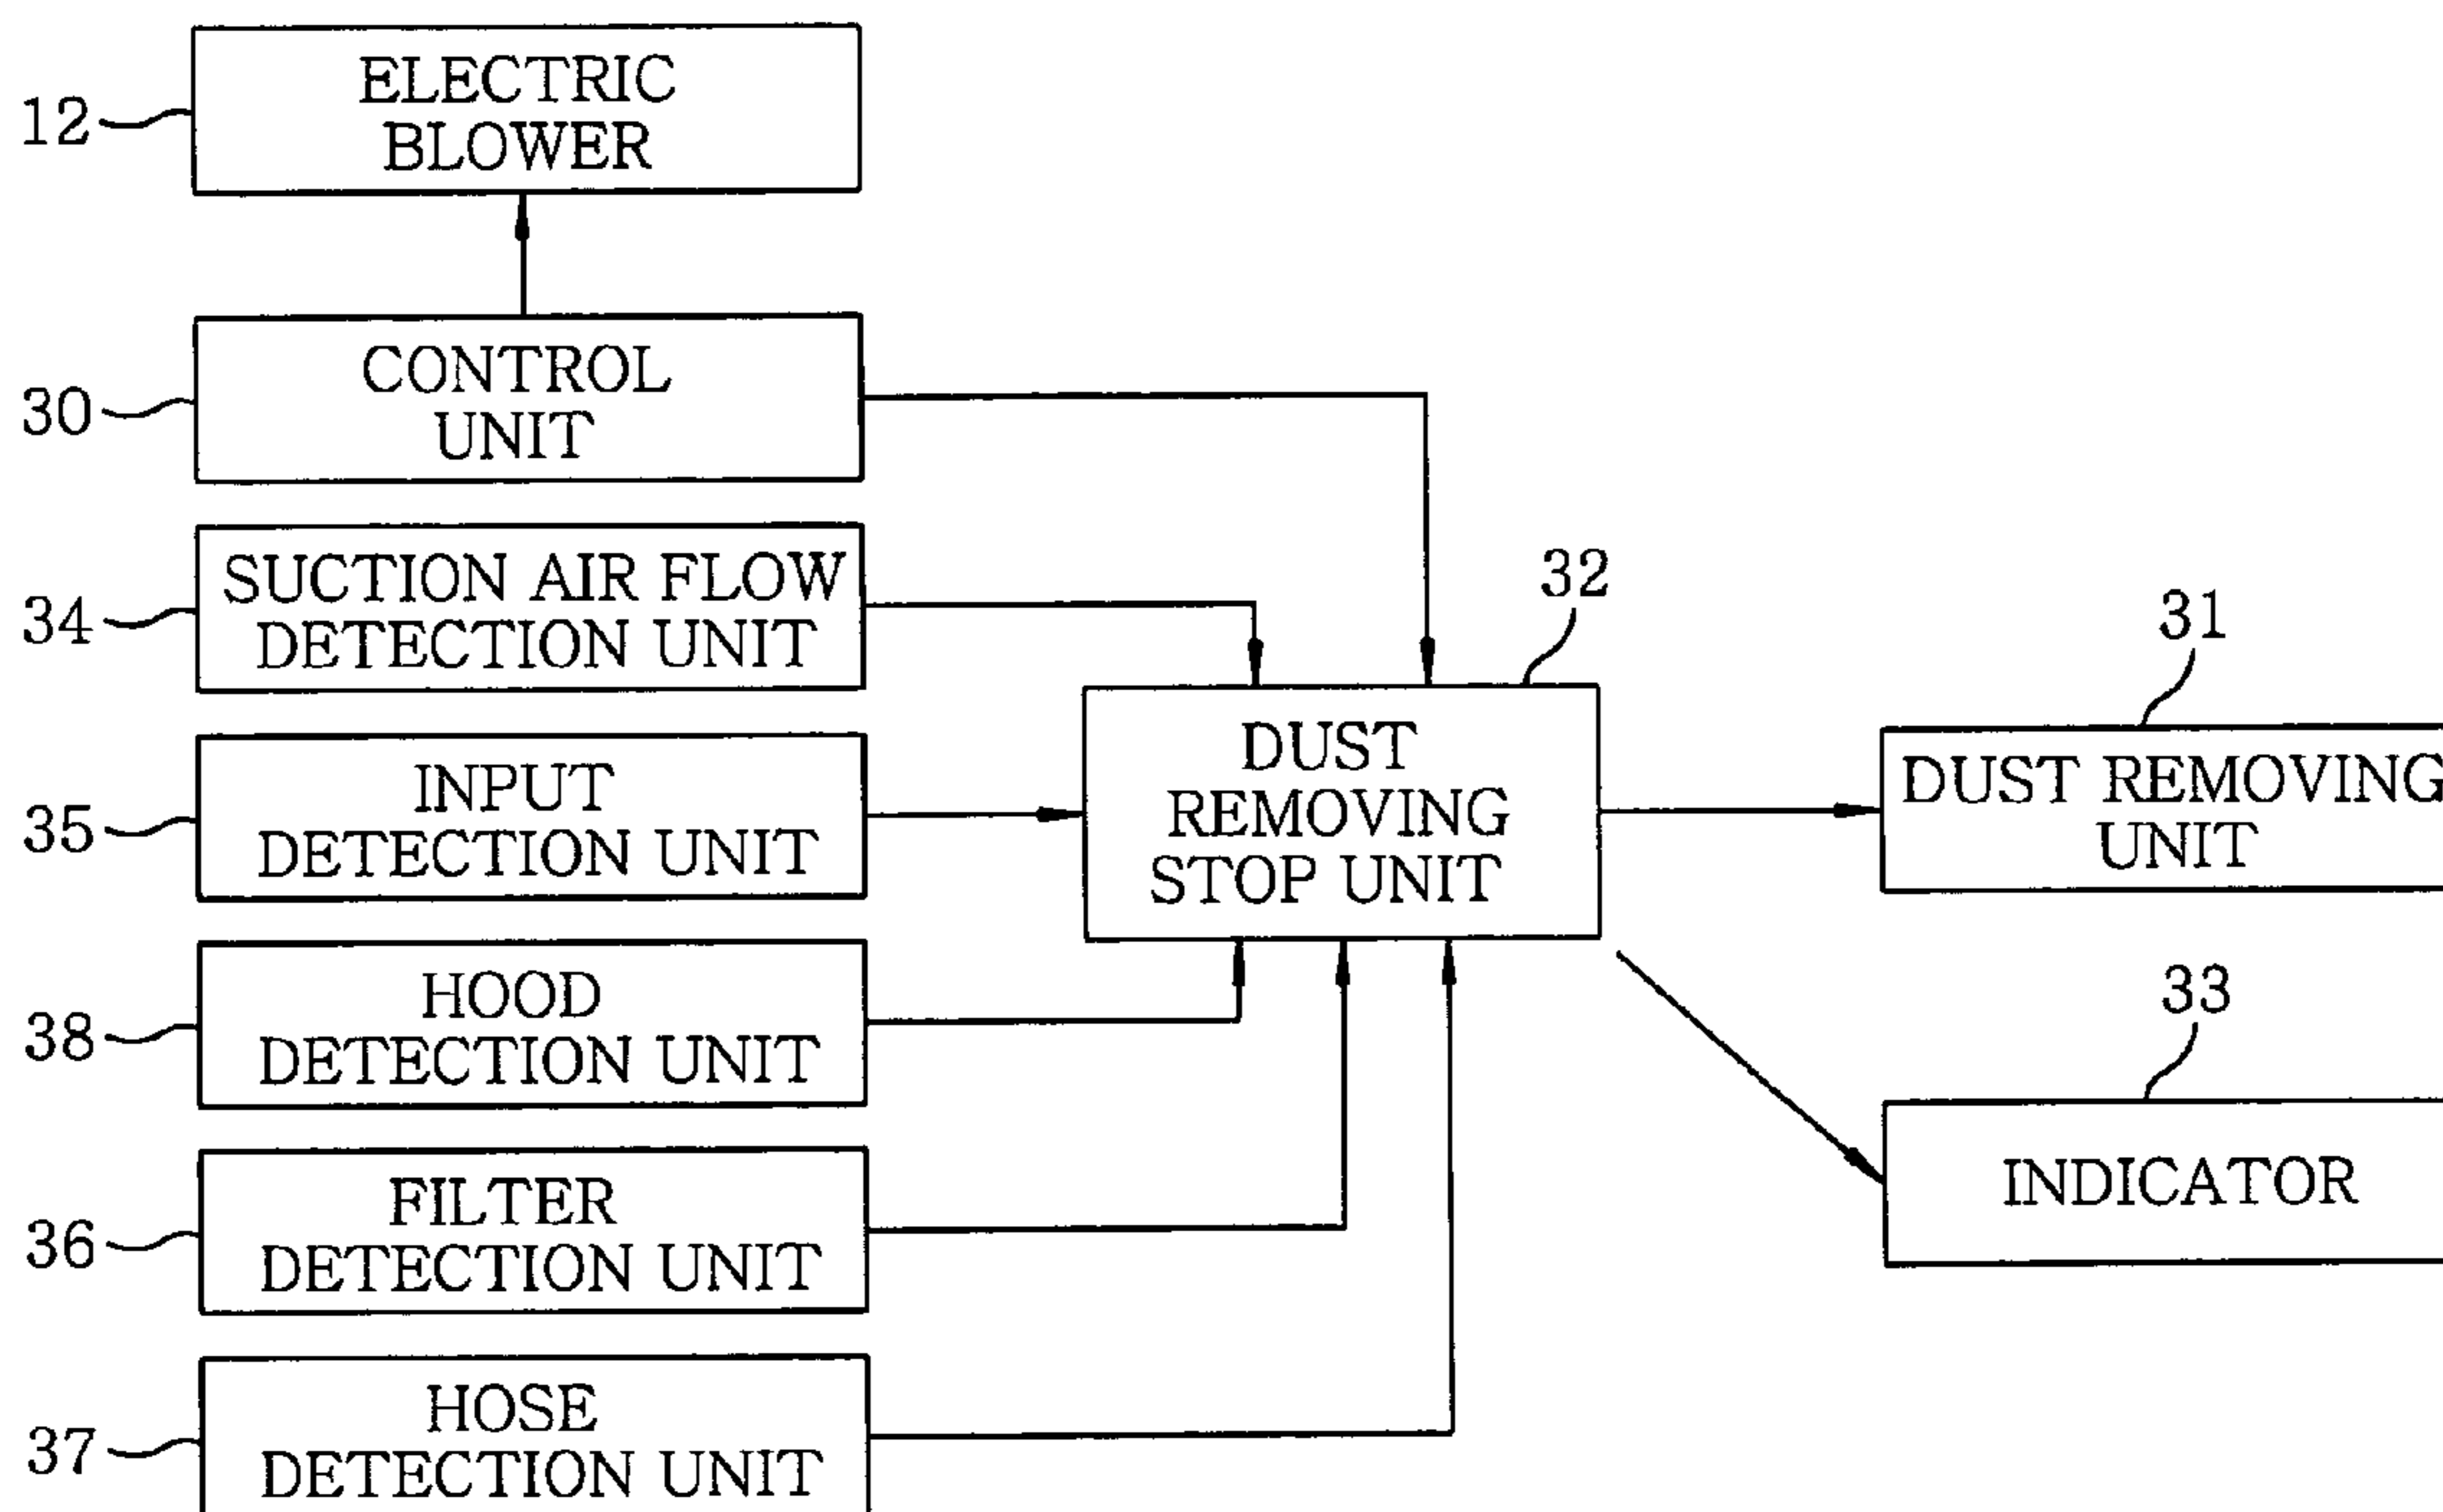 12
ELECTRIC
BLOWER
30
CONTROL
UNIT
34
SUCTION AIR FLOW
DETECTION UNIT
35
INPUT
DETECTION UNIT
38
HOOD
DETECTION UNIT
36
FILTER
DETECTION UNIT
37
HOSE
DETECTION UNIT
32
DUST
REMOVING
STOP UNIT
31
DUST REMOVING
UNIT
33
INDICATOR